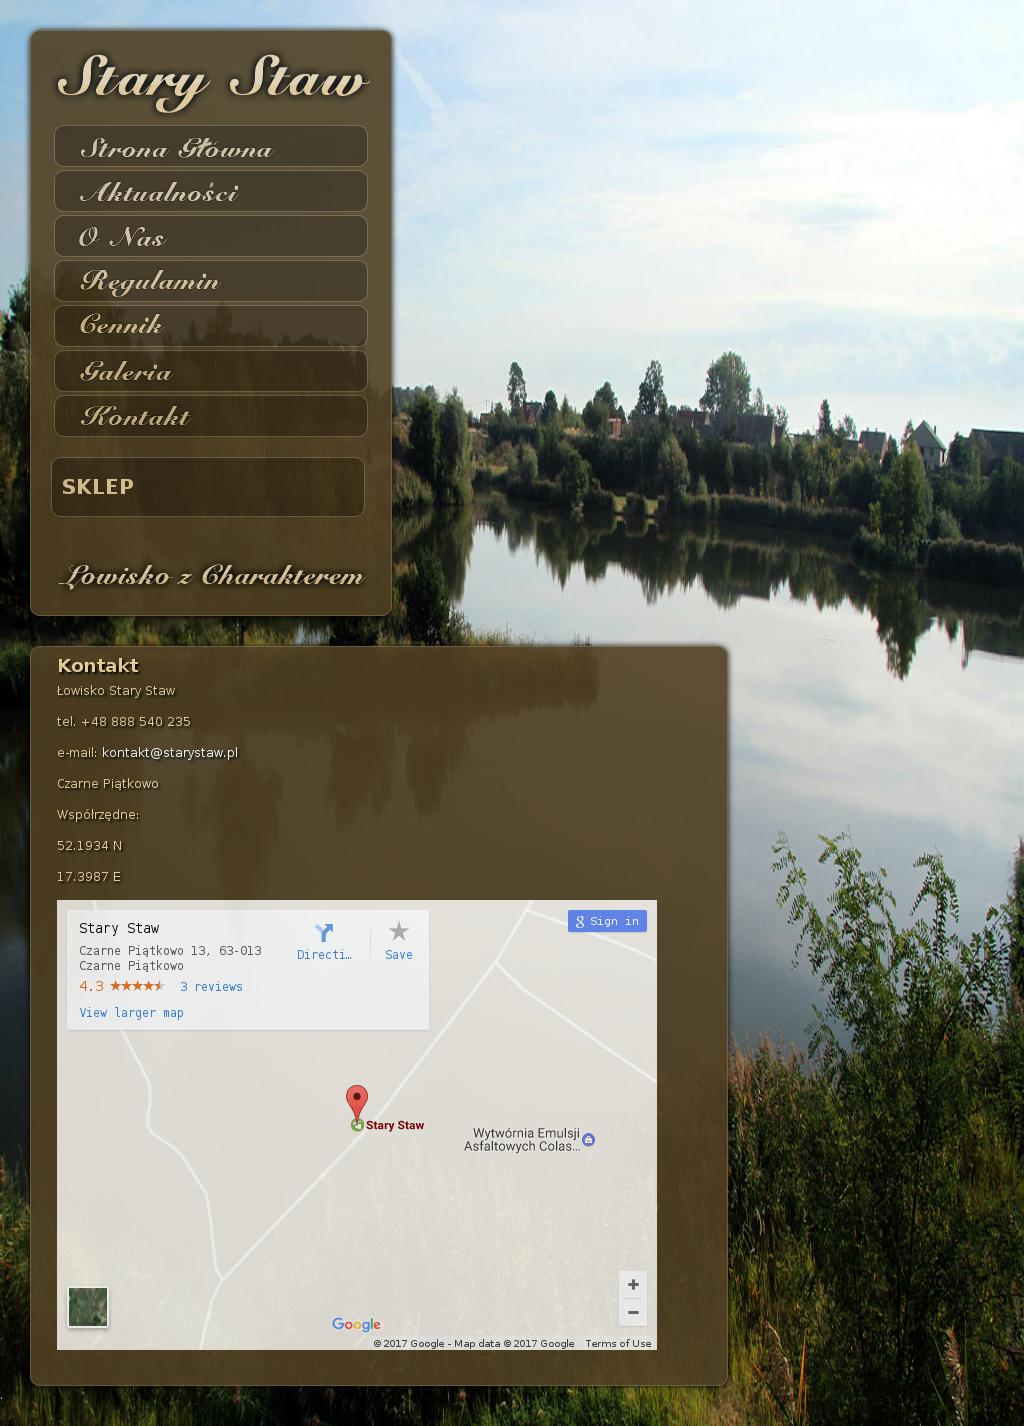 Stary Staw
Strona Główna
Aktualności
O Nas
Regulamin
Cennik
Galeria
Kontakt
SKLEP
Łowisko z Charakterem
Kontakt
Łowisko Stary Staw
tel. +48 888 540 235
e-mail: kontakt@starystaw.pl
Czarne Piątkowo
Współrzędne:
52.1934 N
17.3987 E
Stary Staw
Czarne Piątkowo 13, 63-013
Czarne Piątkowo
4.3 3 reviews
View larger map
Directi…
Save
Sign in
Stary Staw
Wytwórnia Emulsji
Asfaltowych Colas...
Google
© 2017 Google - Map data © 2017 Google Terms of Use